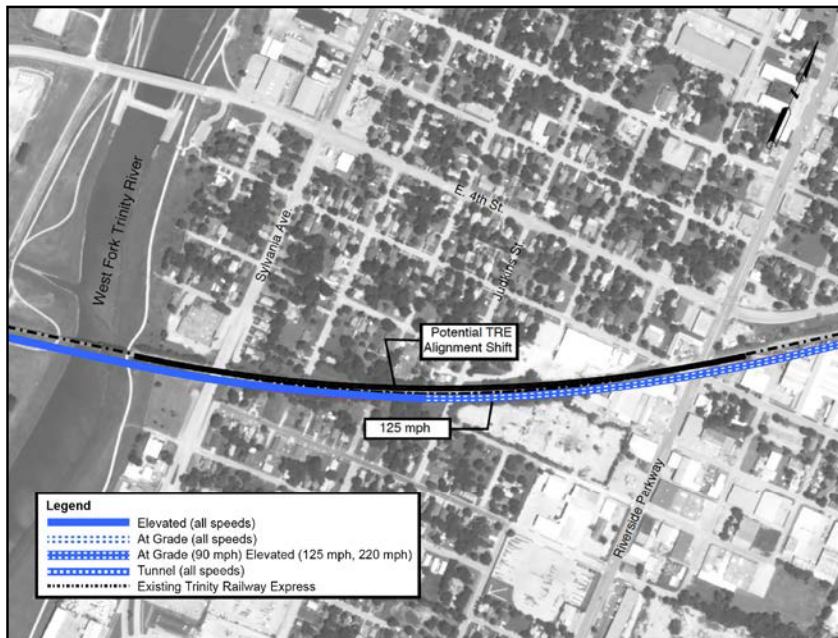 West Fork Trinity River
Sylvania Ave.
E. 4th St.
Judkins St
Potential TRE
Alignment Shift
125 mph
Riverside Parkway
Legend
Elevated (all speeds)
At Grade (all speeds)
At Grade (90 mph) Elevated (125 mph, 220 mph)
Tunnel (all speeds)
Existing Trinity Railway Express